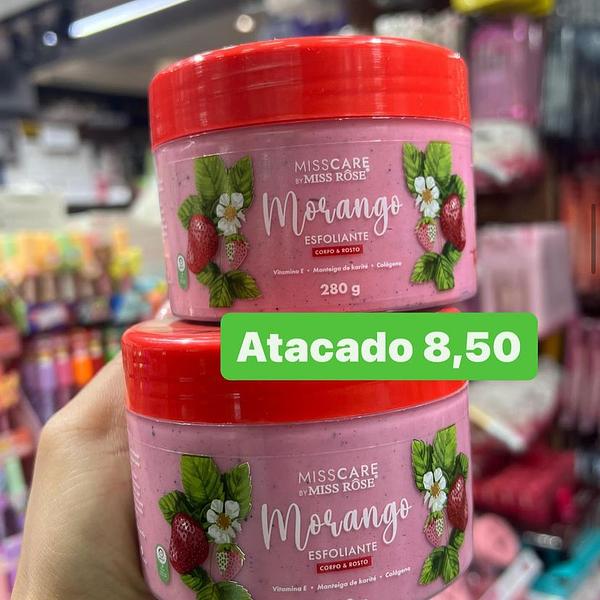 MISSCARE
BY MISS RÔSE®
Morango
ESFOLIANTE
CORPO & ROSTO
Vitamina E • Manteiga de karité • Colágeno
280 g
Atacado 8,50
MISSCARE
BY MISS RÔSE®
Morango
ESFOLIANTE
CORPO & ROSTO
Vitamina E • Manteiga de karité • Colágeno